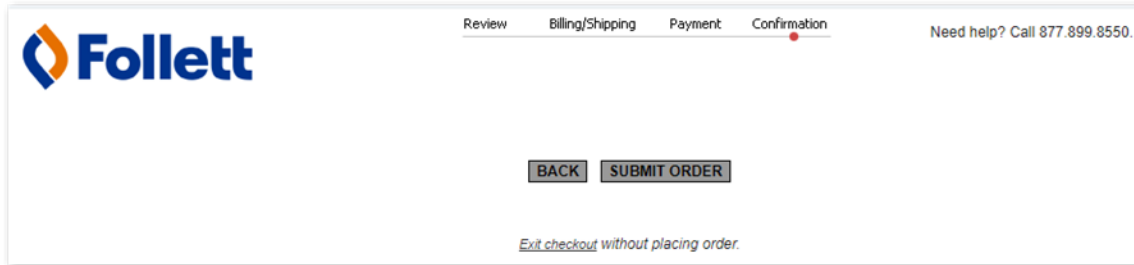 Follett
Review Billing/Shipping Payment Confirmation
Need help? Call 877.899.8550.
BACK SUBMIT ORDER
Exit checkout without placing order.